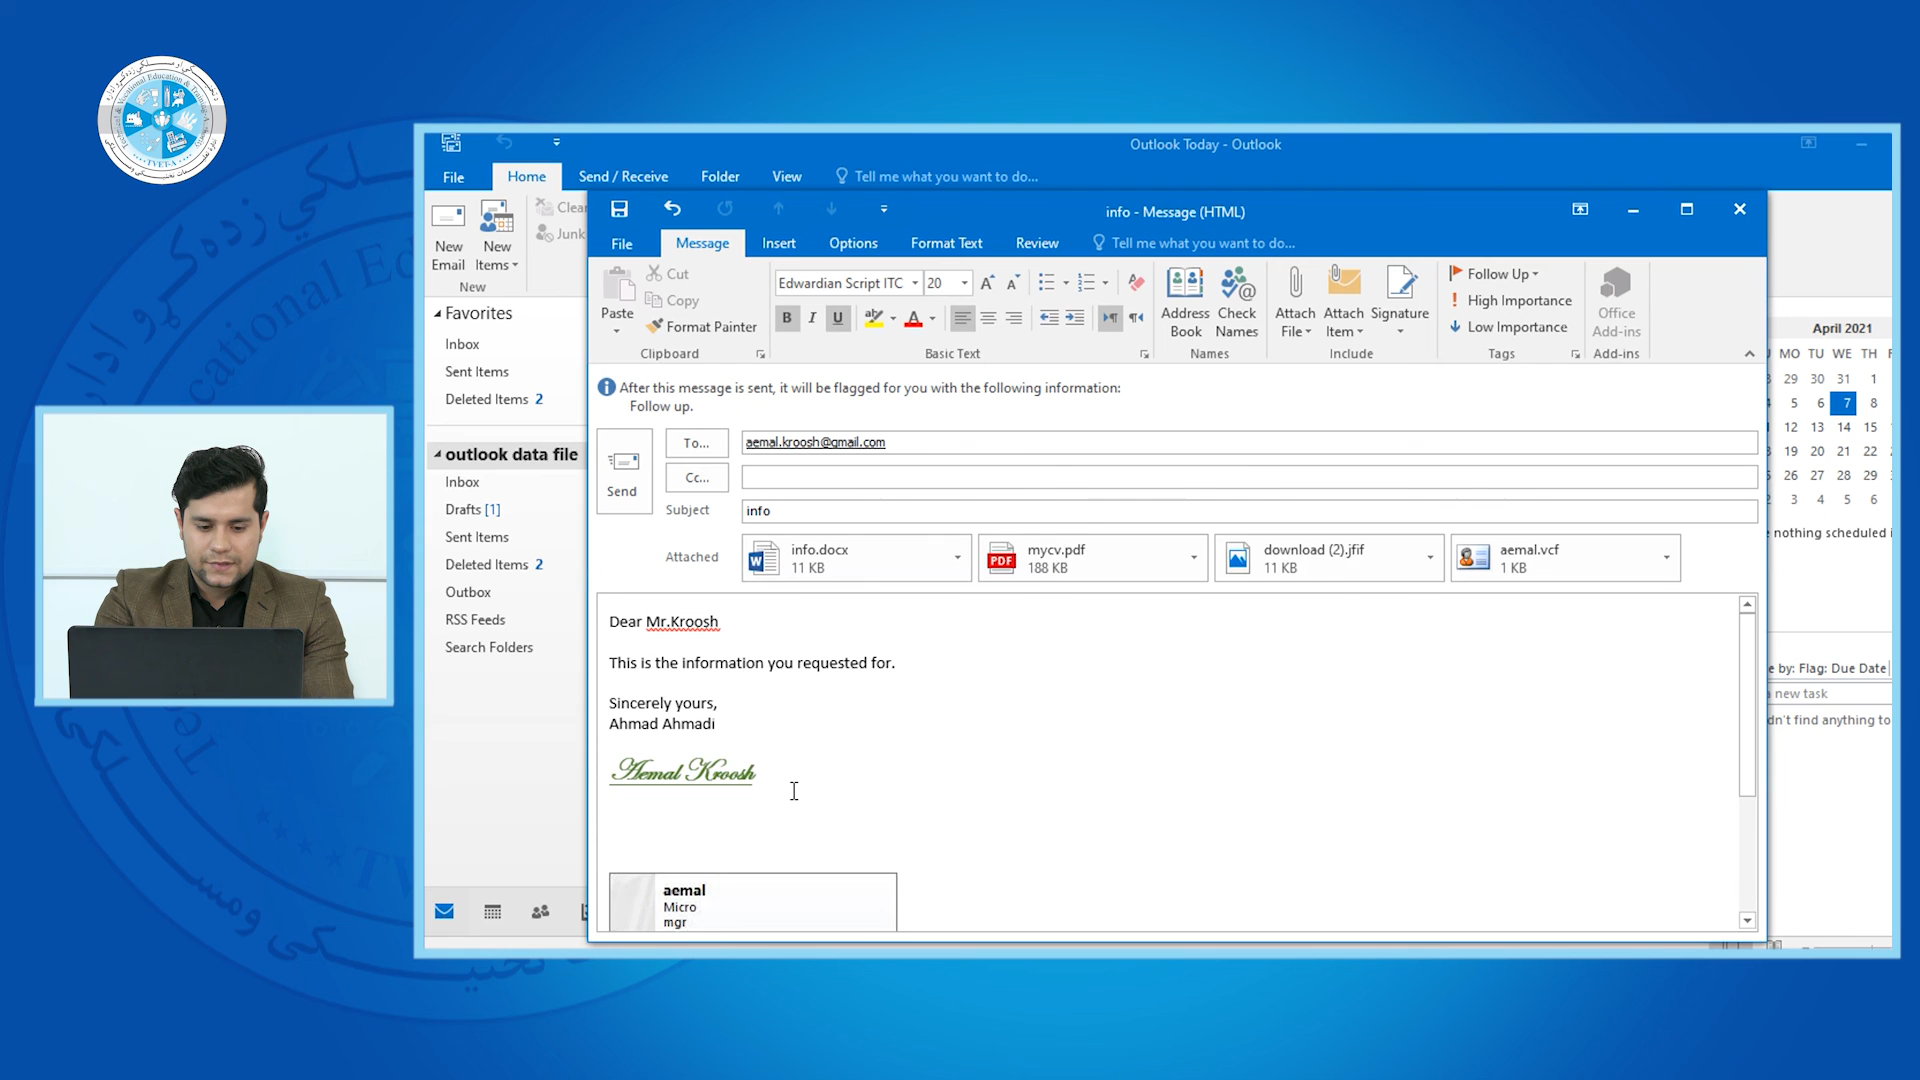 Technical & Vocational Education & Training-A
TVET-A
Outlook Today - Outlook
File Home Send / Receive Folder View Tell me what you want to do...
New Email
New Items
Clean
Junk
New
Favorites
Inbox
Sent Items
Deleted Items 2
outlook data file
Inbox
Drafts [1]
Sent Items
Deleted Items 2
Outbox
RSS Feeds
Search Folders
info - Message (HTML)
File Message Insert Options Format Text Review Tell me what you want to do...
Paste
Cut
Copy
Format Painter
Clipboard
Edwardian Script ITC 20
B I U
Basic Text
Address Book
Check Names
Names
Attach File
Attach Item
Signature
Include
Follow Up
High Importance
Low Importance
Tags
Office Add-ins
Add-ins
After this message is sent, it will be flagged for you with the following information:
Follow up.
Send
To... aemal.kroosh@gmail.com
Cc...
Subject info
Attached
info.docx
11 KB
mycv.pdf
188 KB
download (2).jfif
11 KB
aemal.vcf
1 KB
Dear Mr.Kroosh
This is the information you requested for.
Sincerely yours,
Ahmad Ahmadi
Aemal Kroosh
aemal
Micro
mgr
April 2021
MO TU WE TH
29 30 31 1
5 6 7 8
12 13 14 15
19 20 21 22
26 27 28 29
3 4 5 6
nothing scheduled
by: Flag: Due Date
new task
find anything to